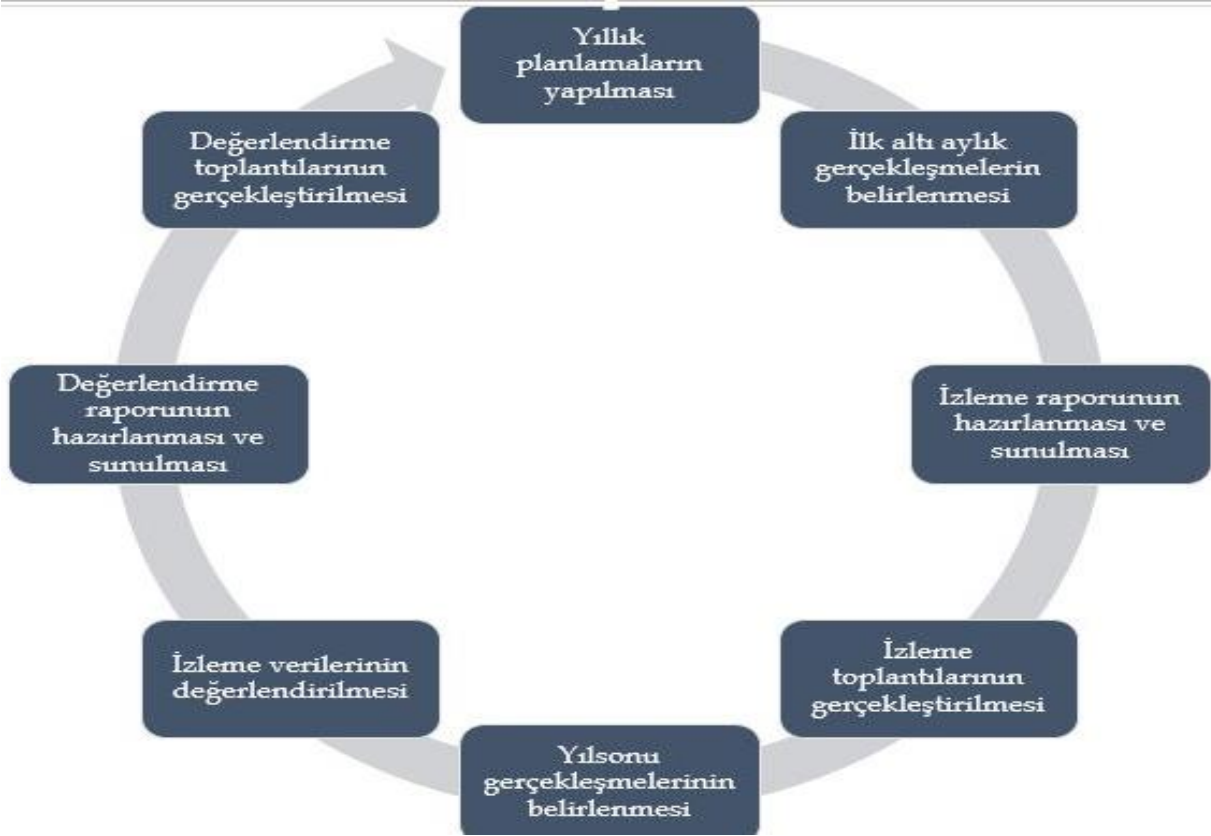 Yıllık
planlamaların
yapılması
İlk altı aylık
gerçekleşmelerin
belirlenmesi
İzleme raporunun
hazırlanması ve
sunulması
İzleme
toplantılarının
gerçekleştirilmesi
Yılsonu
gerçekleşmelerinin
belirlenmesi
İzleme verilerinin
değerlendirilmesi
Değerlendirme
raporunun
hazırlanması ve
sunulması
Değerlendirme
toplantılarının
gerçekleştirilmesi